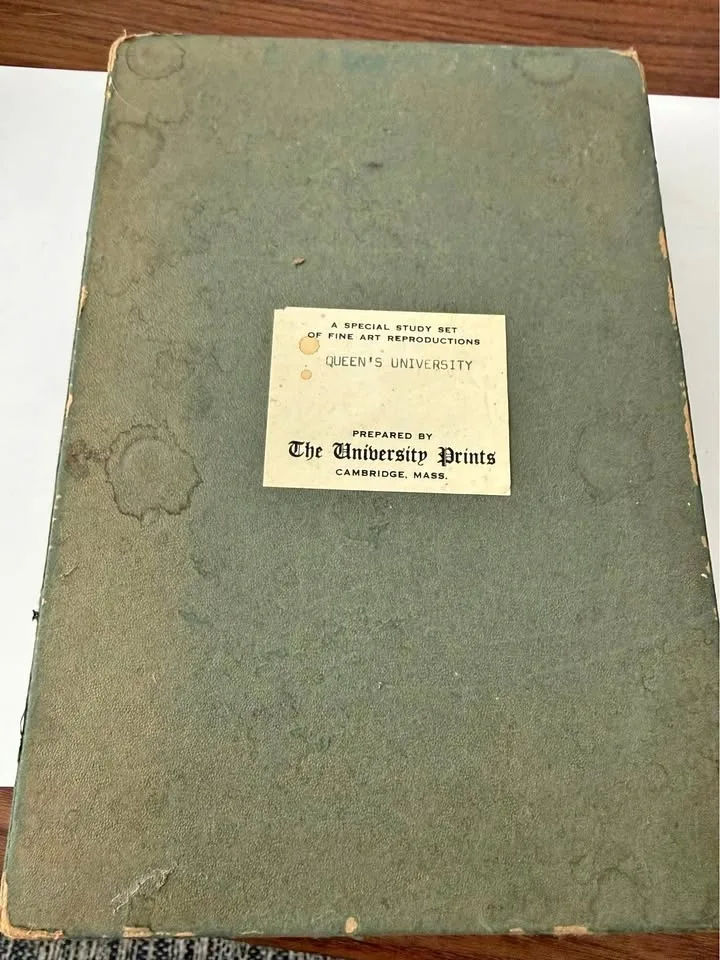 A SPECIAL STUDY SET
OF FINE ART REPRODUCTIONS
QUEEN'S UNIVERSITY
PREPARED BY
The University Prints
CAMBRIDGE, MASS.